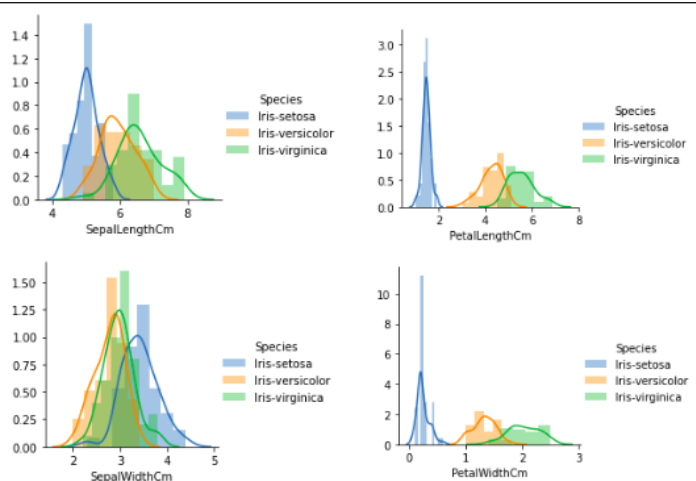 1.4
1.2
1.0
0.8
0.6
0.4
0.2
0.0
4 6 8
SepalLengthCm
Species
Iris-setosa
Iris-versicolor
Iris-virginica
3.0
2.5
2.0
1.5
1.0
0.5
0.0
2 4 6 8
PetalLengthCm
Species
Iris-setosa
Iris-versicolor
Iris-virginica
1.50
1.25
1.00
0.75
0.50
0.25
0.00
2 3 4 5
SepalWidthCm
Species
Iris-setosa
Iris-versicolor
Iris-virginica
10
8
6
4
2
0
0 1 2 3
PetalWidthCm
Species
Iris-setosa
Iris-versicolor
Iris-virginica